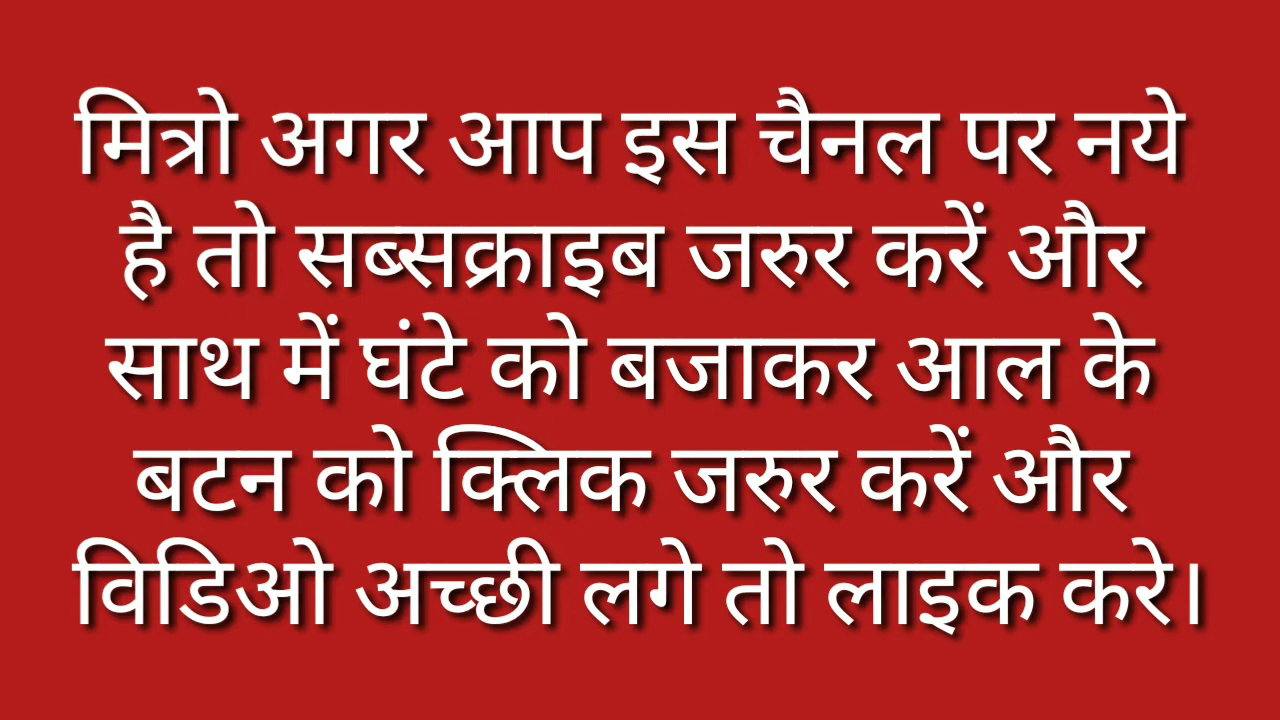 मित्रो अगर आप इस चैनल पर नये
है तो सब्सक्राइब जरुर करें और
साथ में घंटे को बजाकर आल के
बटन को क्लिक जरुर करें और
विडिओ अच्छी लगे तो लाइक करे।